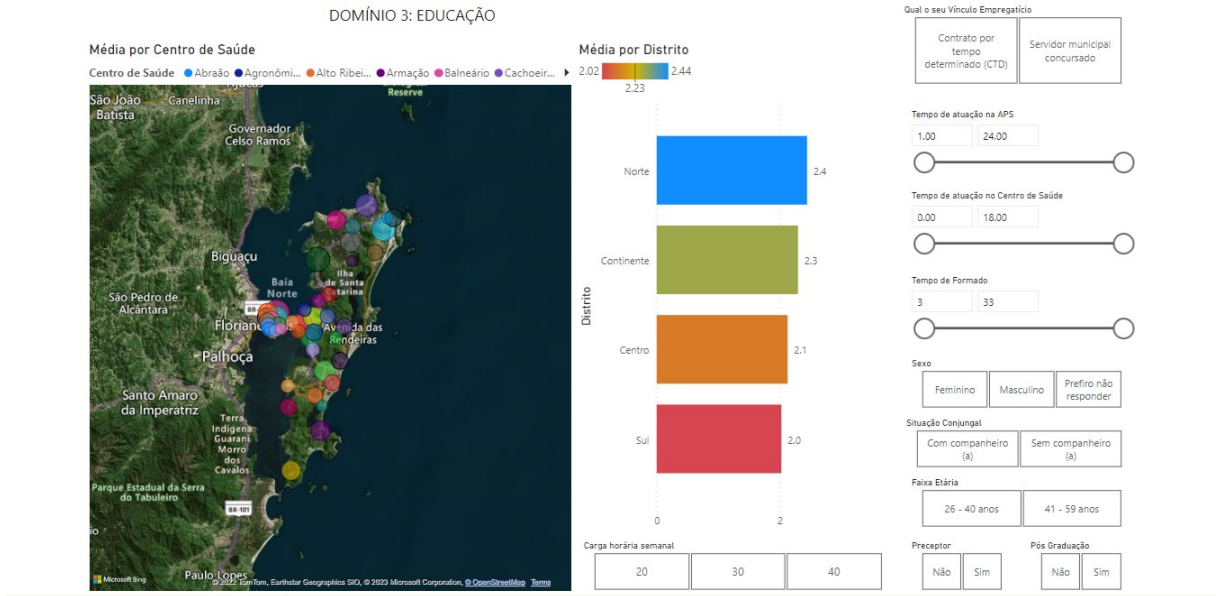 DOMÍNIO 3: EDUCAÇÃO
Média por Centro de Saúde
Centro de Saúde Abraão Agronômi... Alto Ribei... Armação Balneário Cachoeir...
Reserve
São João
Batista
Canelinha
Governador
Celso Ramos
Biguaçu
Baía
Norte
Ilha
de Santa
Catarina
São Pedro de
Alcântara
BR-
Avenida das
Rendeiras
Palhoça
Santo Amaro
da Imperatriz
Terra
Indígena
Guarani
Morro
dos
Cavalos
Parque Estadual da Serra
do Tabuleiro
BR-101
io
Paulo Lopes
Microsoft Bing
© 2022 TomTom, Earthstar Geographics SIO, © 2023 Microsoft Corporation, © OpenStreetMap Terms
Média por Distrito
2.02 2.44
2.23
Distrito
Norte 2.4
Continente 2.3
Centro 2.1
Sul 2.0
0 2
Carga horária semanal
20 30 40
Qual o seu Vínculo Empregatício
Contrato por
tempo
determinado (CTD)
Servidor municipal
concursado
Tempo de atuação na APS
1.00 24.00
Tempo de atuação no Centro de Saúde
0.00 18.00
Tempo de Formado
3 33
Sexo
Feminino Masculino Prefiro não
responder
Situação Conjungal
Com companheiro
(a)
Sem companheiro
(a)
Faixa Etária
26 - 40 anos 41 - 59 anos
Preceptor
Não Sim
Pós Graduação
Não Sim